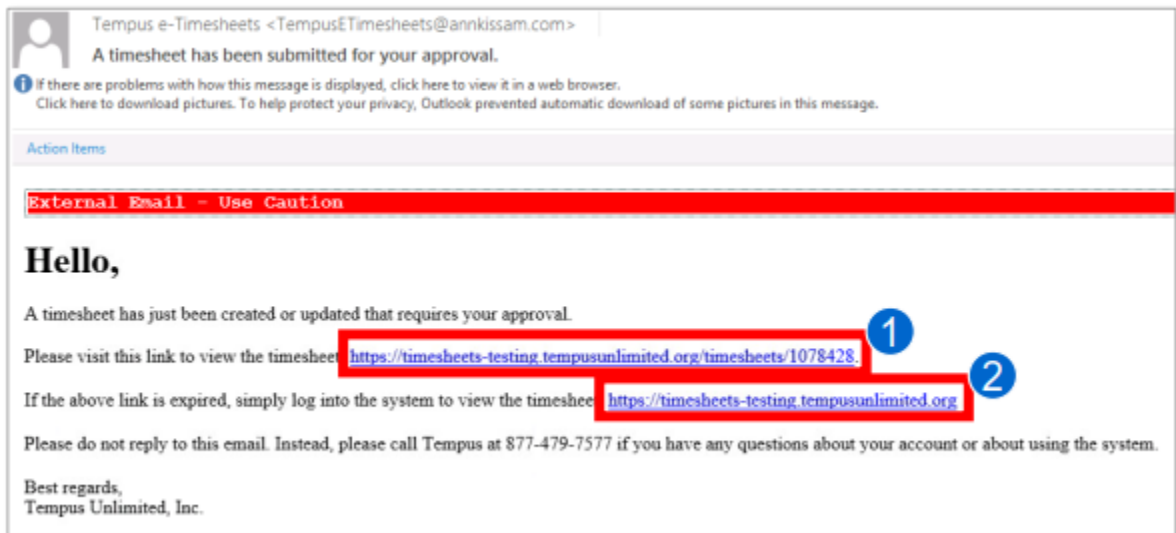 Tempus e-Timesheets <TempusETimesheets@annkissam.com>
A timesheet has been submitted for your approval.
If there are problems with how this message is displayed, click here to view it in a web browser.
Click here to download pictures. To help protect your privacy, Outlook prevented automatic download of some pictures in this message.
Action Items
External Email - Use Caution
Hello,
A timesheet has just been created or updated that requires your approval.
1
Please visit this link to view the timesheet https://timesheets-testing.tempusunlimited.org/timesheets/1078428.
2
If the above link is expired, simply log into the system to view the timeshee https://timesheets-testing.tempusunlimited.org
Please do not reply to this email. Instead, please call Tempus at 877-479-7577 if you have any questions about your account or about using the system.
Best regards,
Tempus Unlimited, Inc.